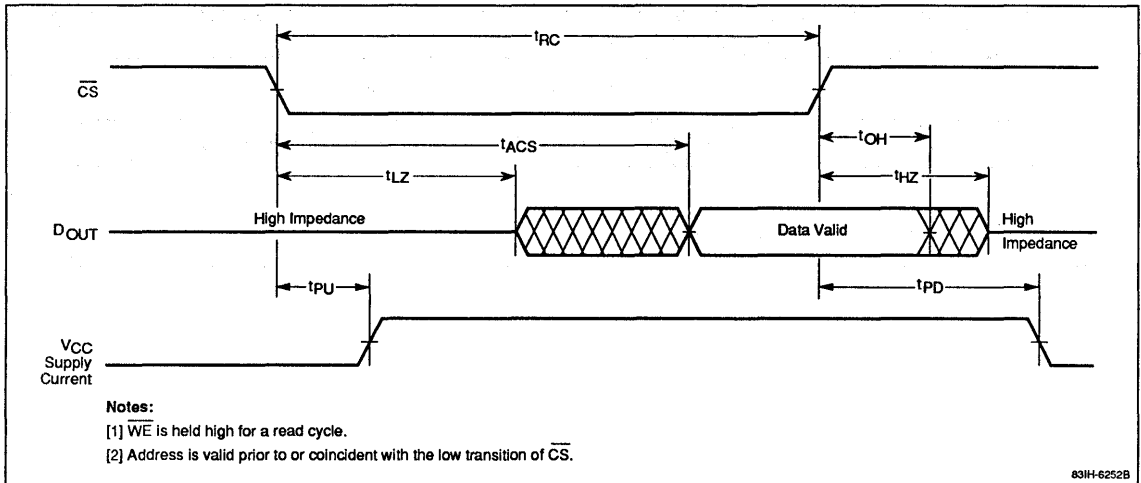 tRC
CS
tACS
tOH
tLZ
tHZ
High Impedance
DOUT
Data Valid
High
Impedance
tPU
tPD
VCC
Supply
Current
Notes:
[1] WE is held high for a read cycle.
[2] Address is valid prior to or coincident with the low transition of CS.
83IH-6252B